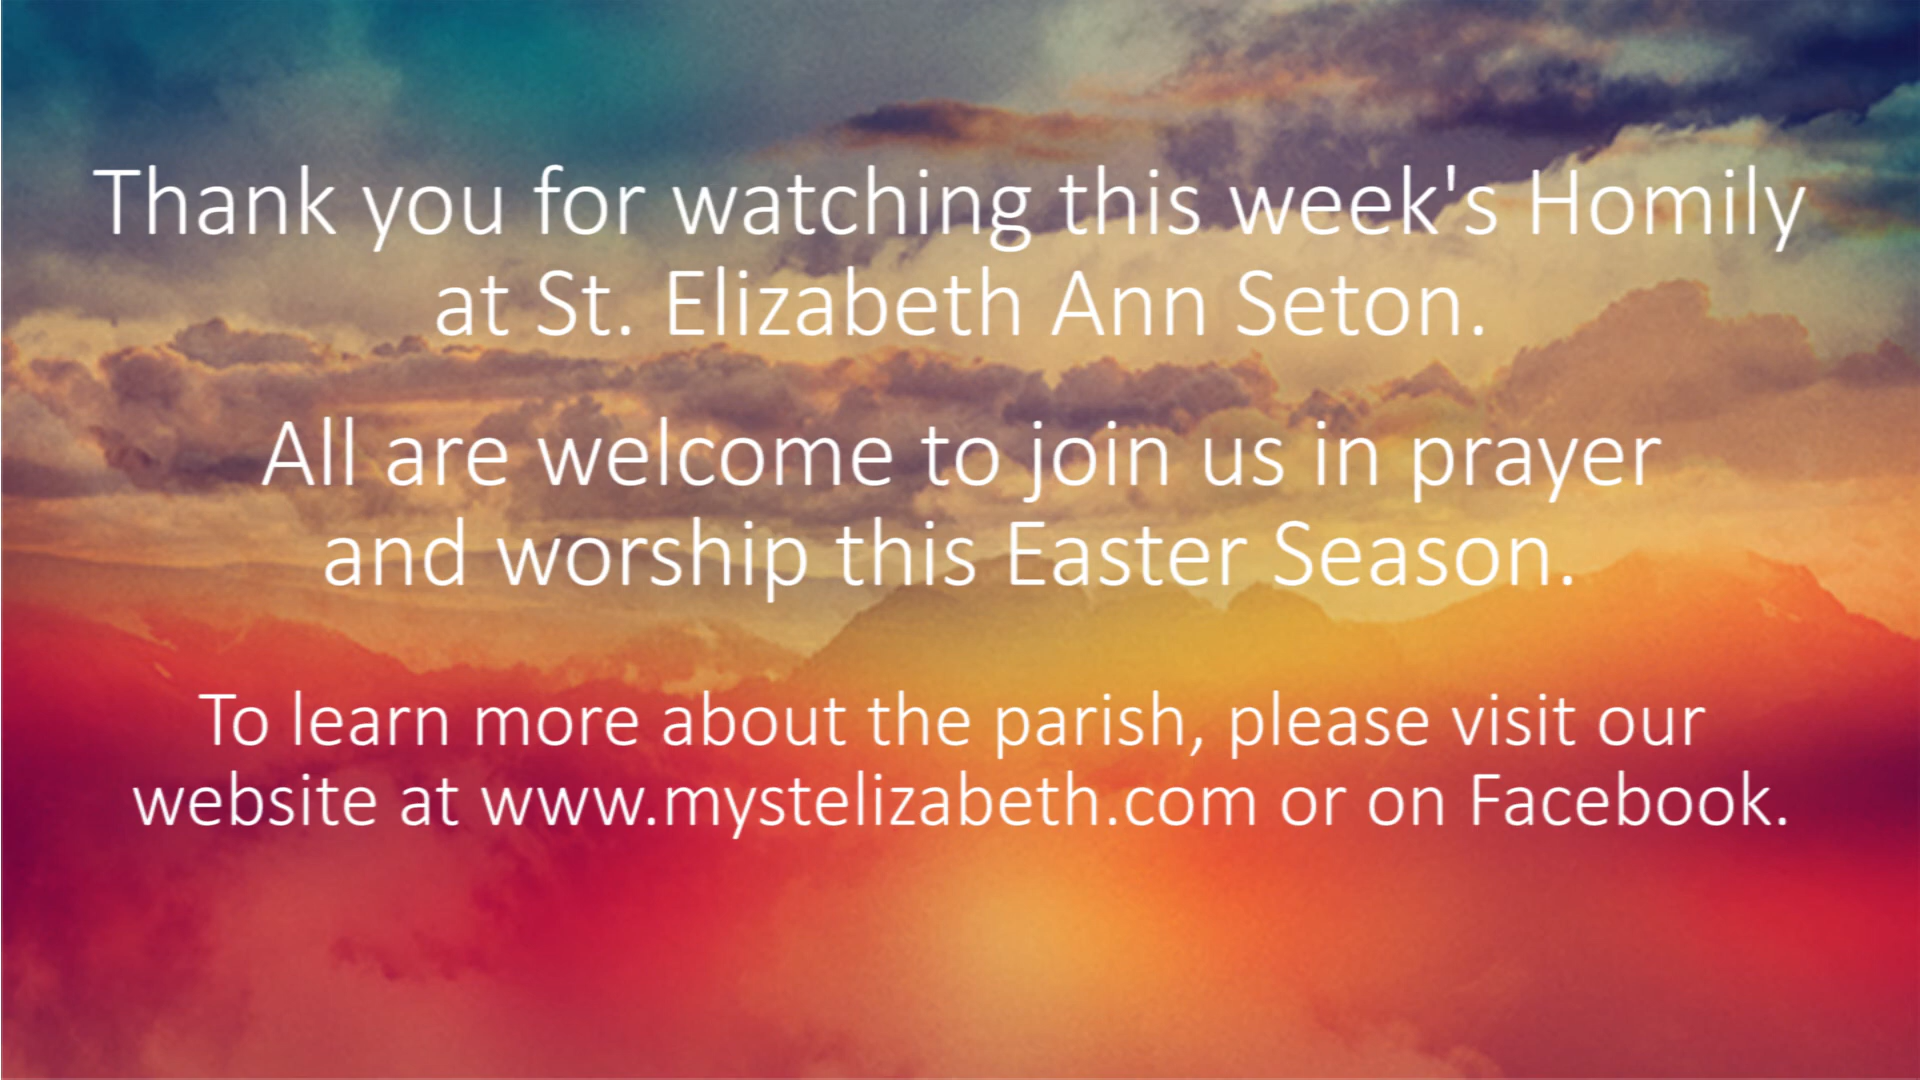 Thank you for watching this week's Homily
at St. Elizabeth Ann Seton.
All are welcome to join us in prayer
and worship this Easter Season.
To learn more about the parish, please visit our
website at www.mystelizabeth.com or on Facebook.